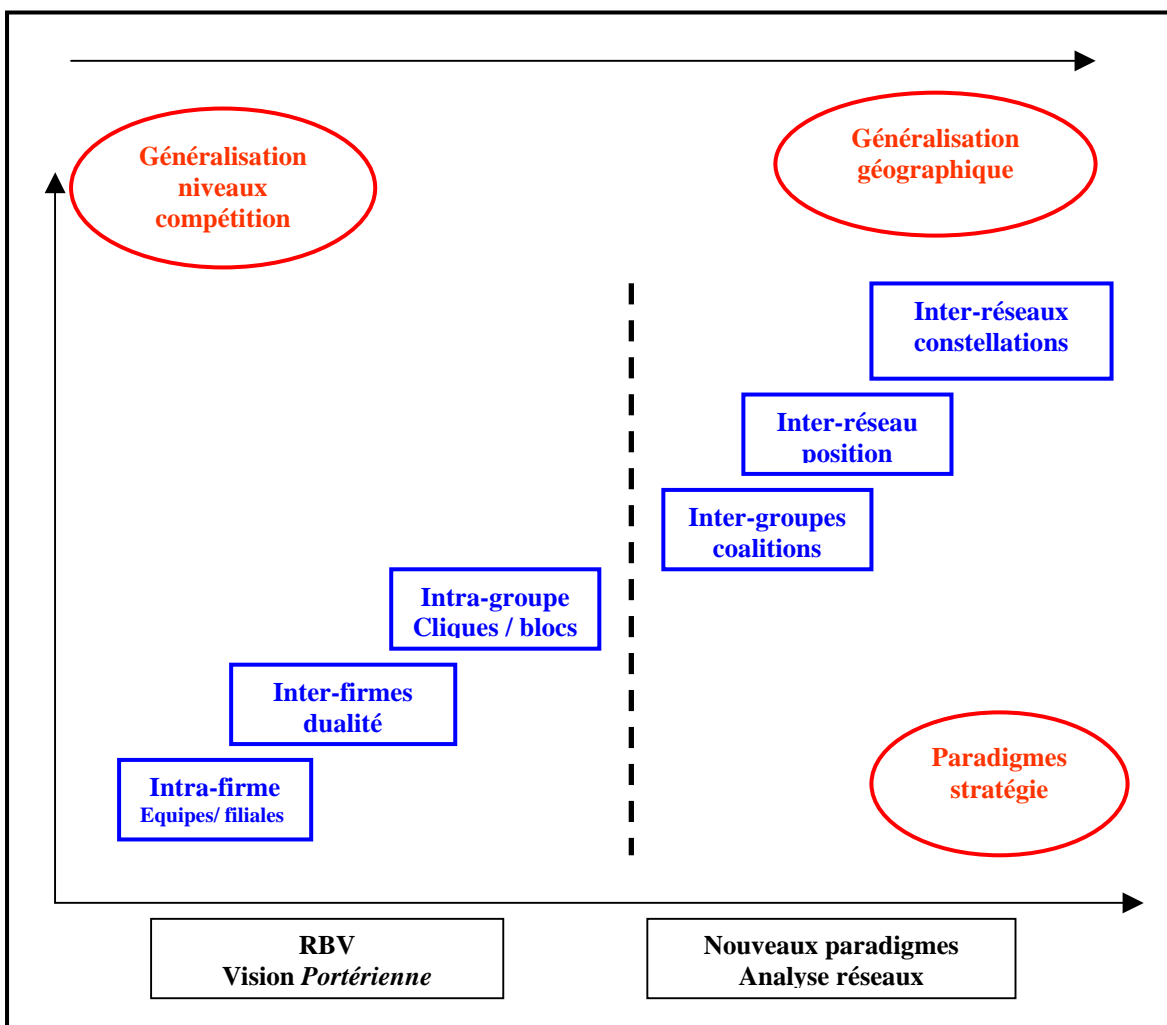 Généralisation
niveaux
compétition
Généralisation
géographique
Inter-réseaux
constellations
Inter-réseau
position
Inter-groupes
coalitions
Intra-groupe
Cliques / blocs
Inter-firmes
dualité
Intra-firme
Equipes/ filiales
Paradigmes
stratégie
RBV
Vision Portérienne
Nouveaux paradigmes
Analyse réseaux